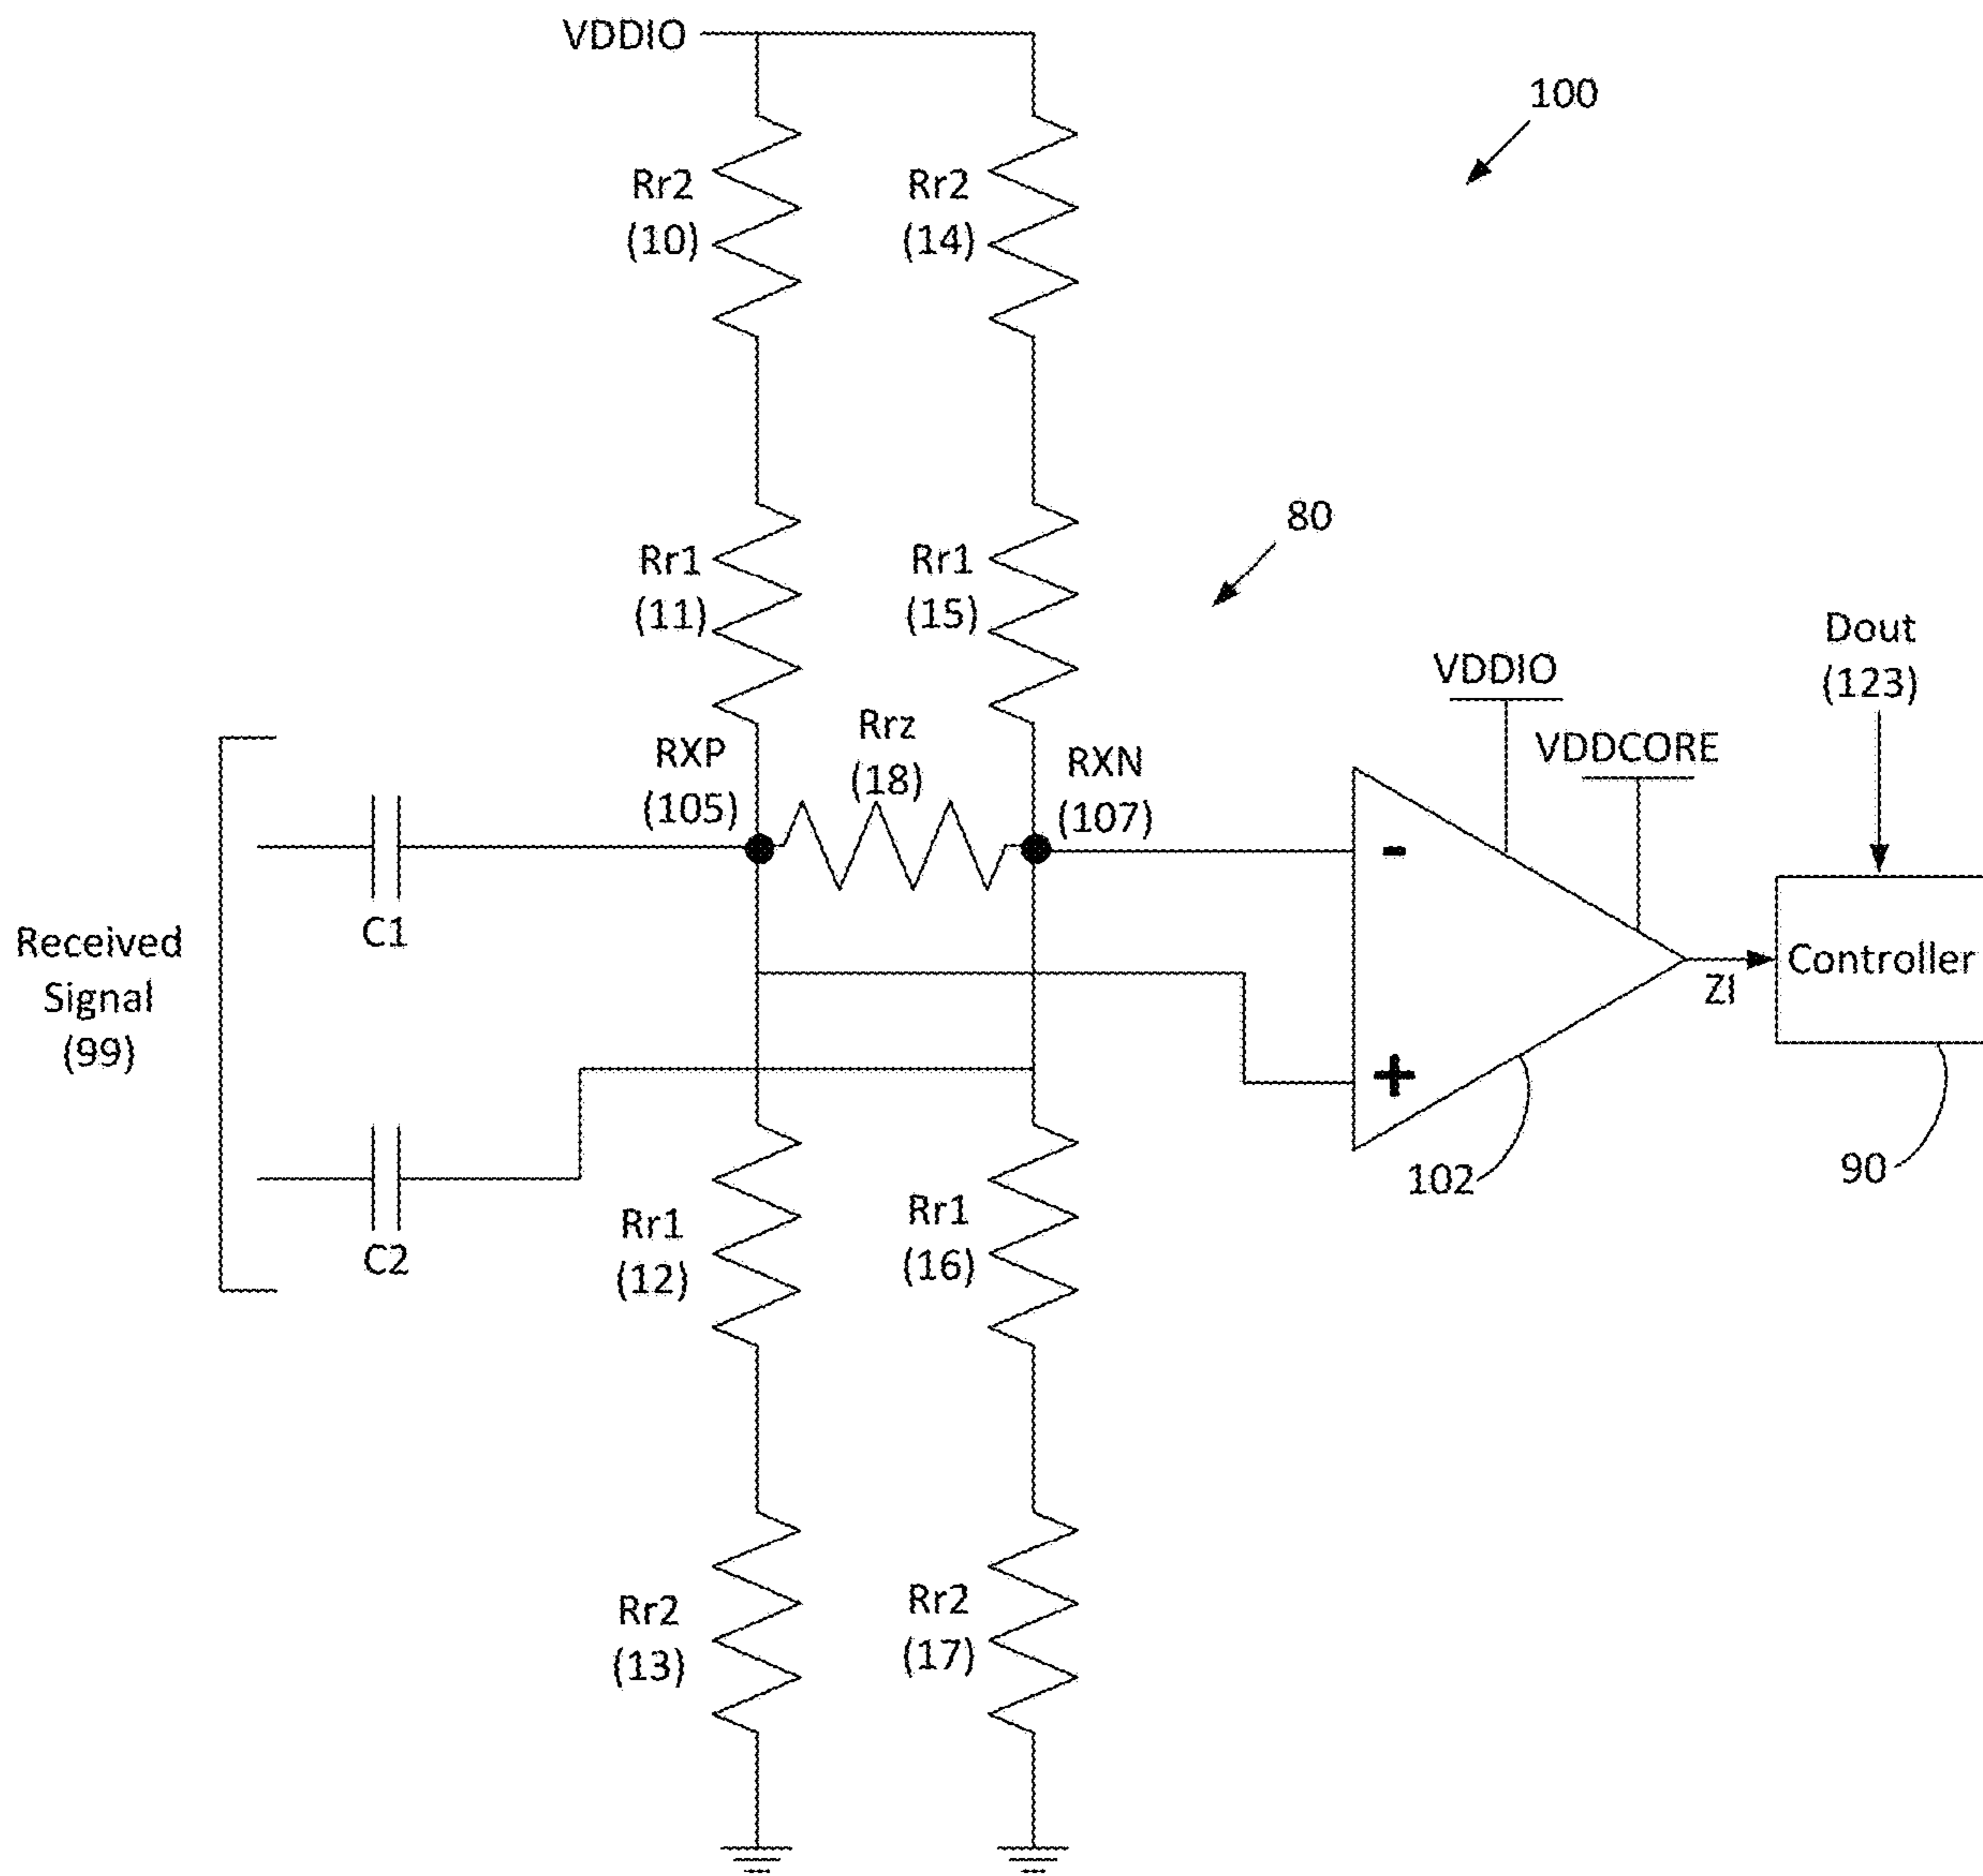 VDDIO
100
Rr2
(10)
Rr2
(14)
80
Rr1
(11)
Rr1
(15)
Dout
(123)
VDDIO
VDDCORE
RXP
(105)
Rrz
(18)
RXN
(107)
-
+
C1
Received
Signal
(99)
ZI
Controller
102
90
C2
Rr1
(12)
Rr1
(16)
Rr2
(13)
Rr2
(17)